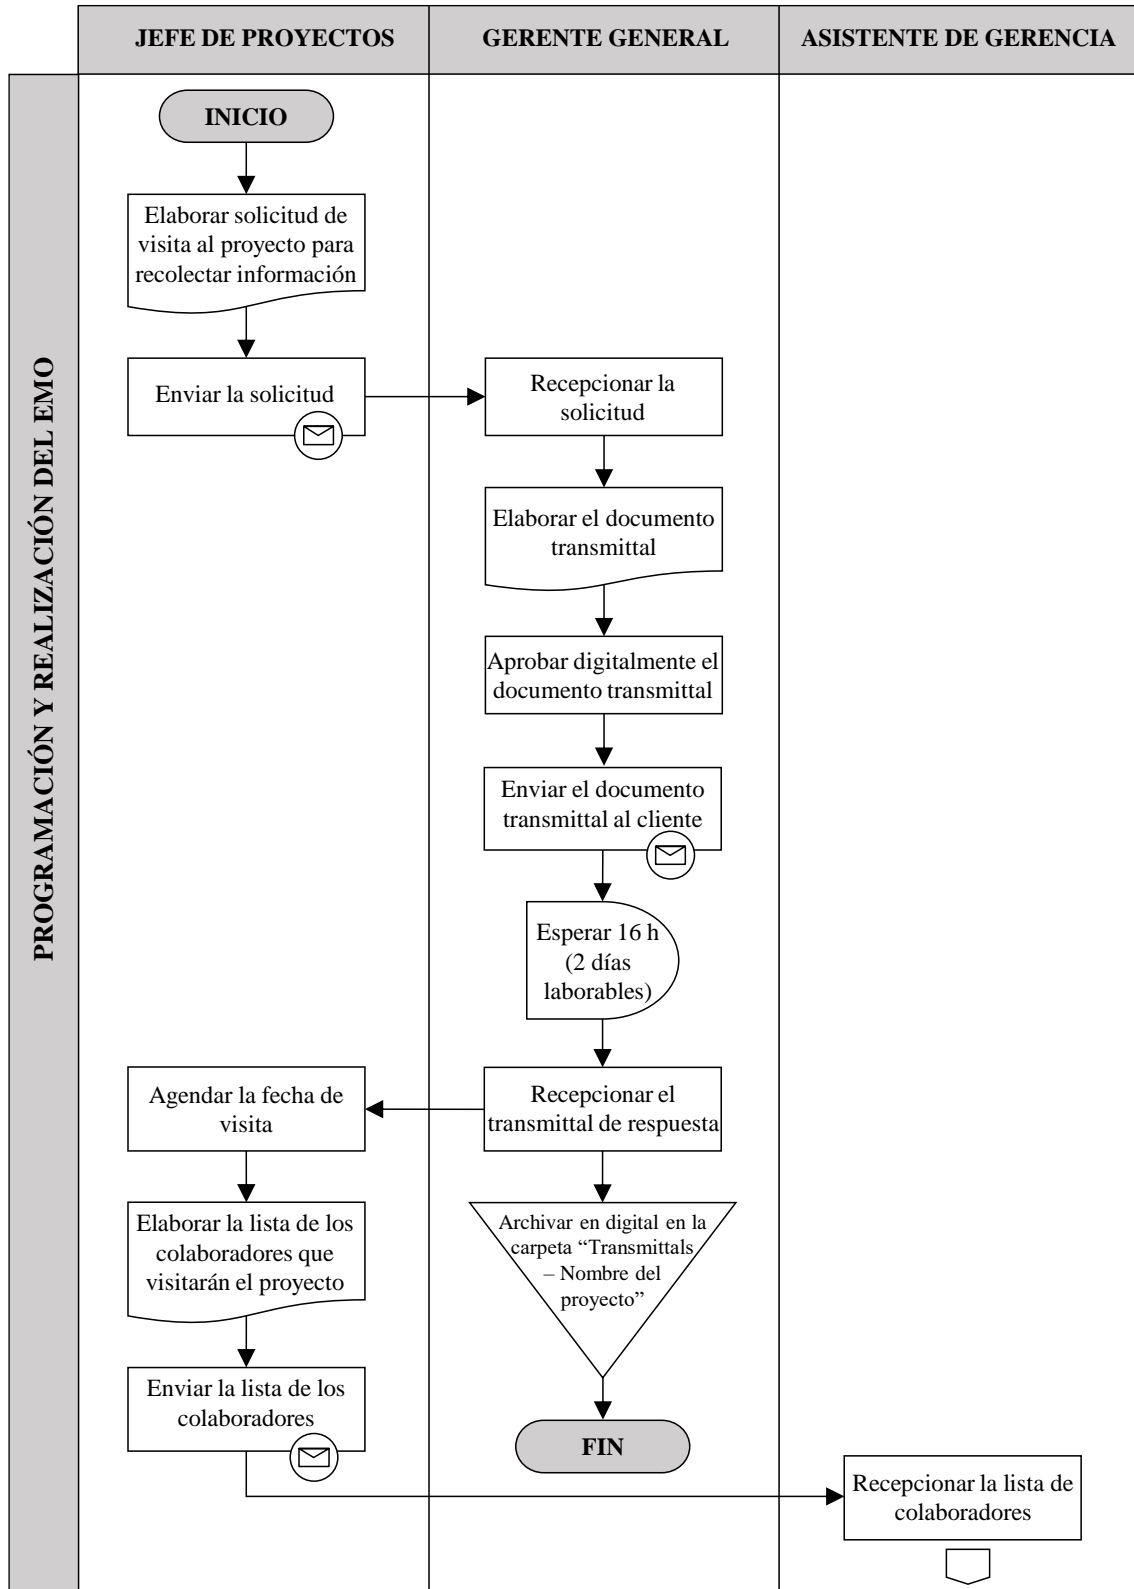 JEFE DE PROYECTOS
GERENTE GENERAL
ASISTENTE DE GERENCIA
PROGRAMACIÓN Y REALIZACIÓN DEL EMO
INICIO
Elaborar solicitud de
visita al proyecto para
recolectar información
Enviar la solicitud
Recepcionar la
solicitud
Elaborar el documento
transmittal
Aprobar digitalmente el
documento transmittal
Enviar el documento
transmittal al cliente
Esperar 16 h
(2 días
laborables)
Recepcionar el
transmittal de respuesta
Agendar la fecha de
visita
Elaborar la lista de los
colaboradores que
visitarán el proyecto
Archivar en digital en la
carpeta “Transmittals
– Nombre del
proyecto”
Enviar la lista de los
colaboradores
FIN
Recepcionar la lista de
colaboradores